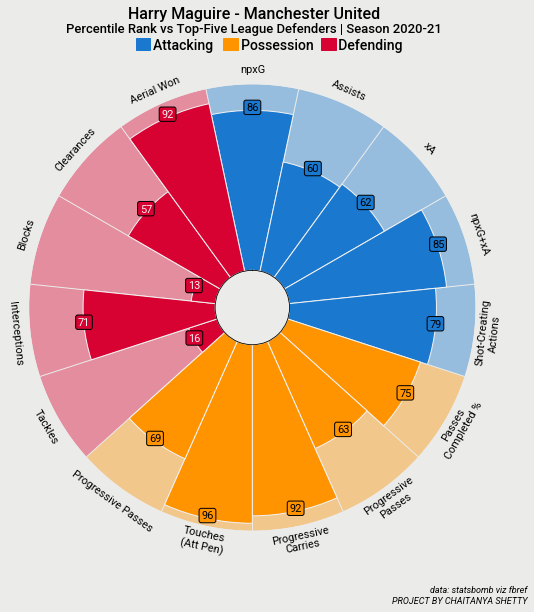 Harry Maguire - Manchester United
Percentile Rank vs Top-Five League Defenders | Season 2020-21
Attacking Possession Defending
npxG
86
Assists
60
xA
62
npxG+xA
85
Shot-Creating
Actions
79
Passes
Completed %
75
Progressive
Passes
63
Progressive
Carries
92
Touches
(Att Pen)
96
Progressive Passes
69
Tackles
16
Interceptions
71
Blocks
13
Clearances
57
Aerial Won
92
data: statsbomb viz fbref
PROJECT BY CHAITANYA SHETTY